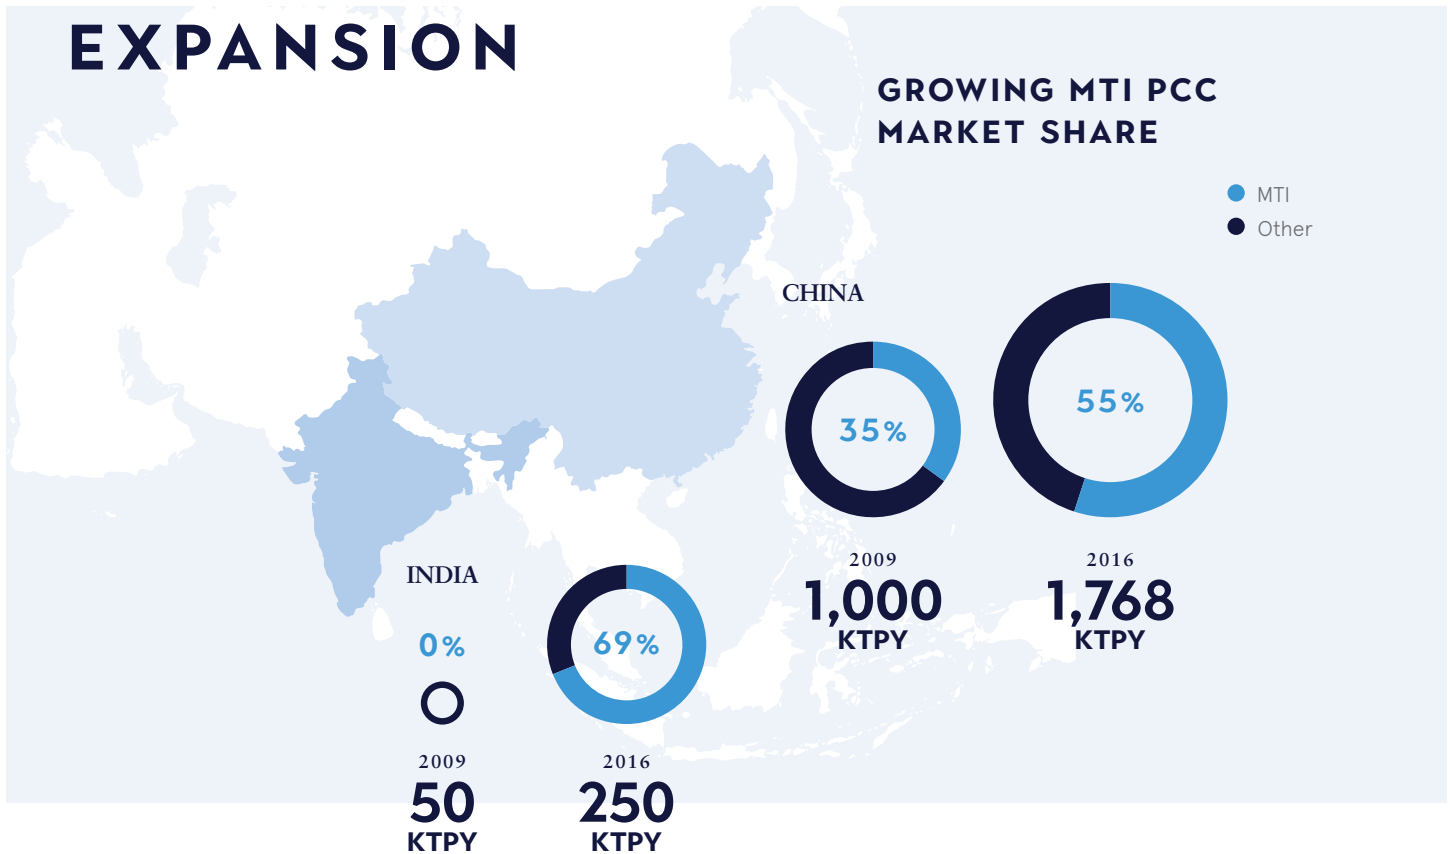 EXPANSION
GROWING MTI PCC
MARKET SHARE
MTI
Other
CHINA
35%
55%
2009
1,000
KTPY
2016
1,768
KTPY
INDIA
0%
69%
2009
50
KTPY
2016
250
KTPY